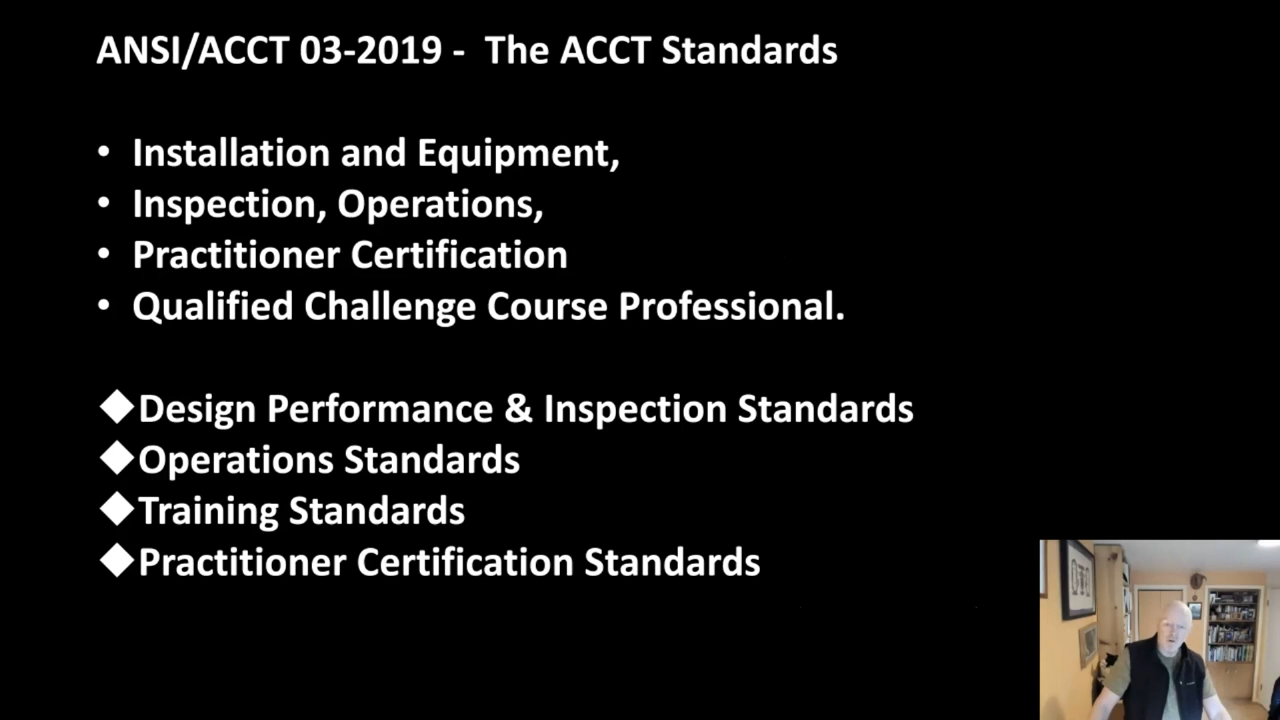 ANSI/ACCT 03-2019 - The ACCT Standards
• Installation and Equipment,
• Inspection, Operations,
• Practitioner Certification
• Qualified Challenge Course Professional.
◆Design Performance & Inspection Standards
◆Operations Standards
◆Training Standards
◆Practitioner Certification Standards